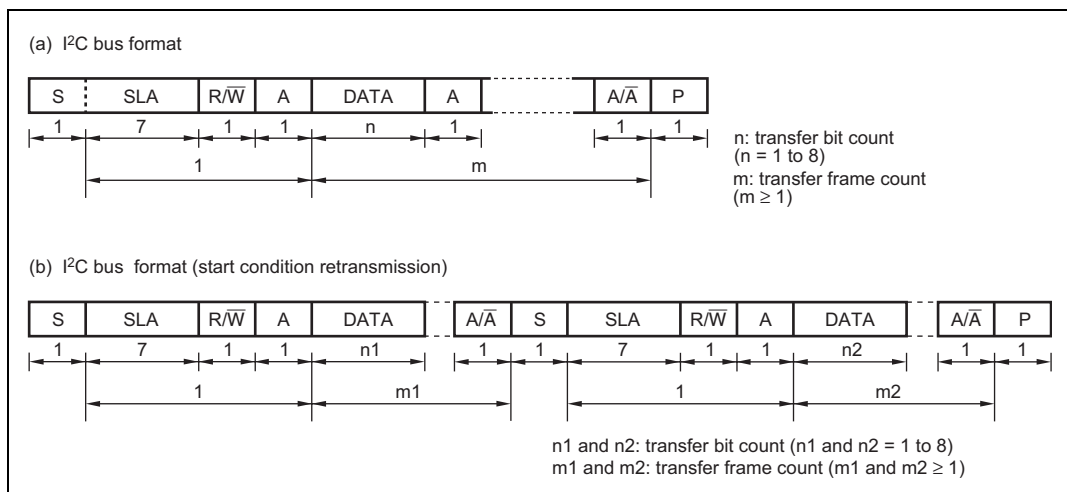 (a) I²C bus format
S SLA R/W̅ A DATA A A/A̅ P
1 7 1 1 n 1 1 1
1 m
n: transfer bit count
(n = 1 to 8)
m: transfer frame count
(m ≥ 1)
(b) I²C bus format (start condition retransmission)
S SLA R/W̅ A DATA A/A̅ S SLA R/W̅ A DATA A/A̅ P
1 7 1 1 n1 1 1 7 1 1 n2 1 1
1 m1 1 m2
n1 and n2: transfer bit count (n1 and n2 = 1 to 8)
m1 and m2: transfer frame count (m1 and m2 ≥ 1)